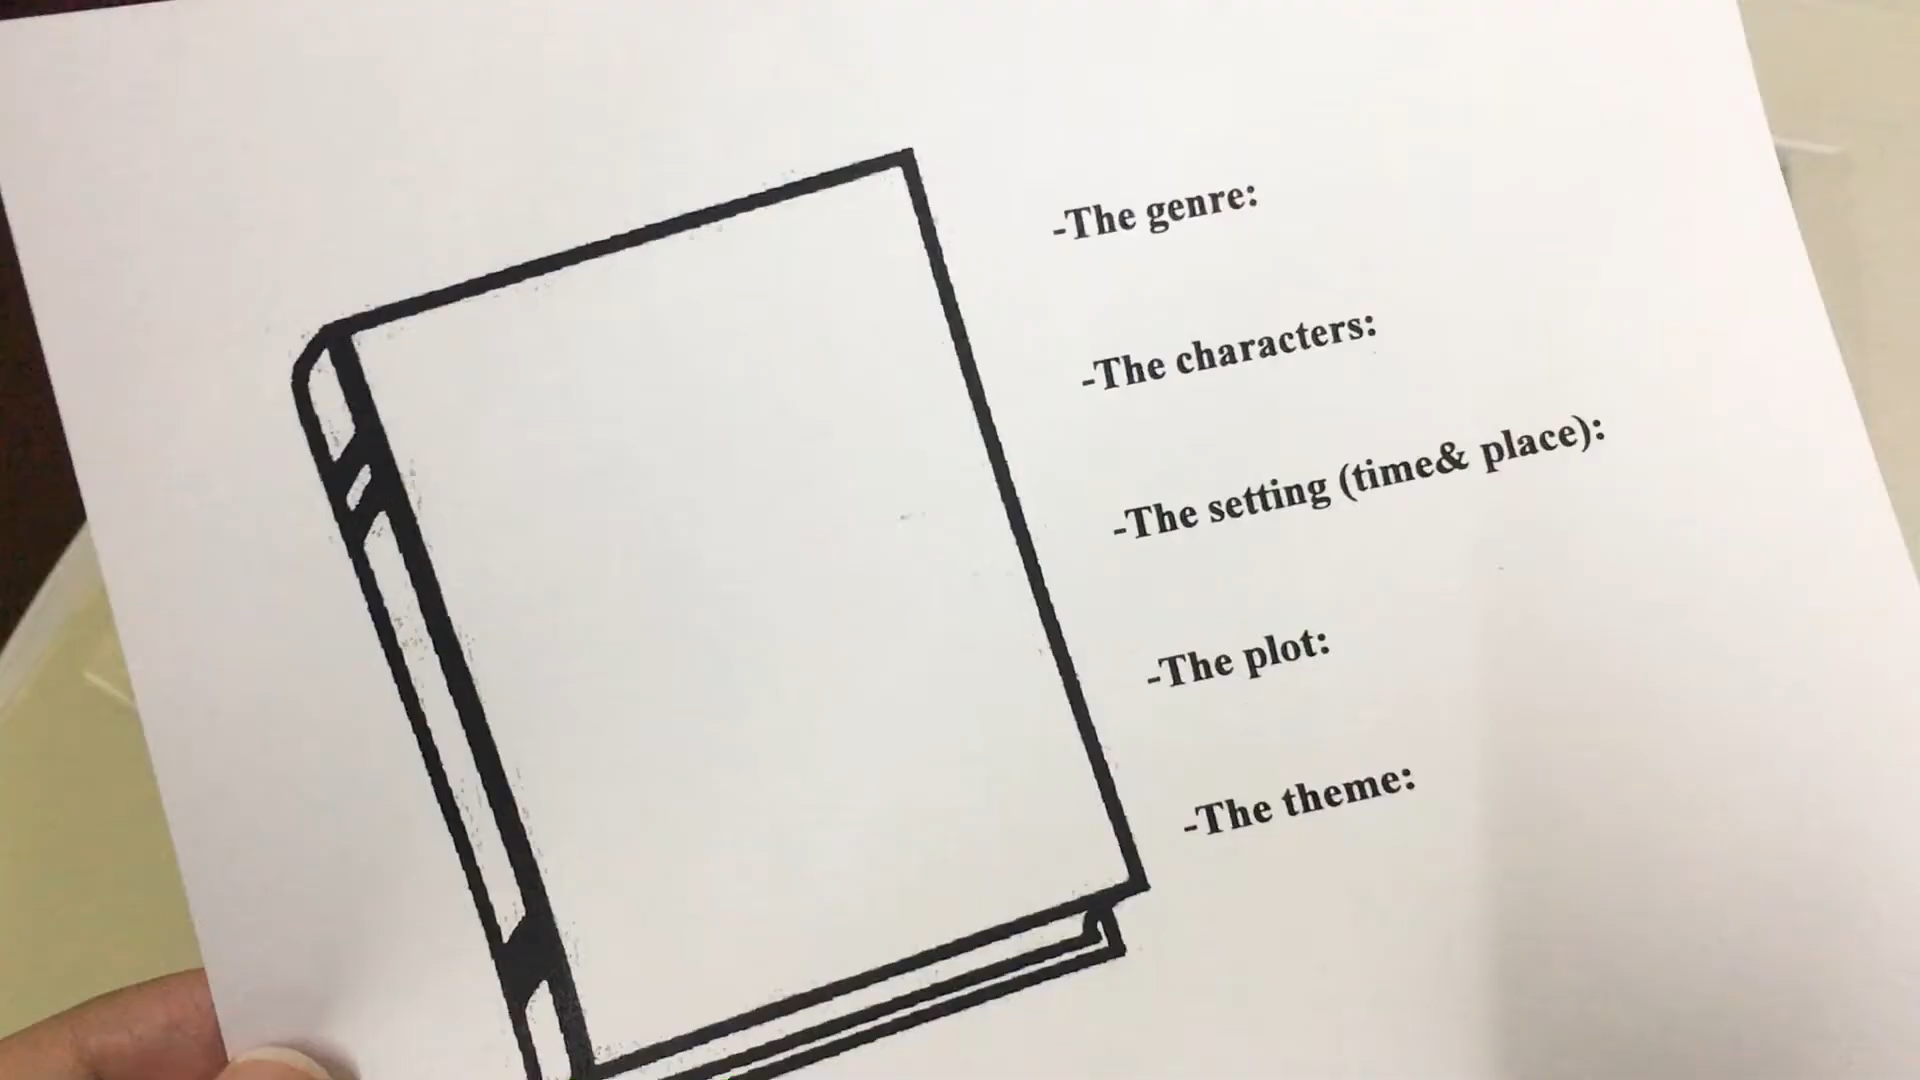 -The genre:
-The characters:
-The setting (time& place):
-The plot:
-The theme: